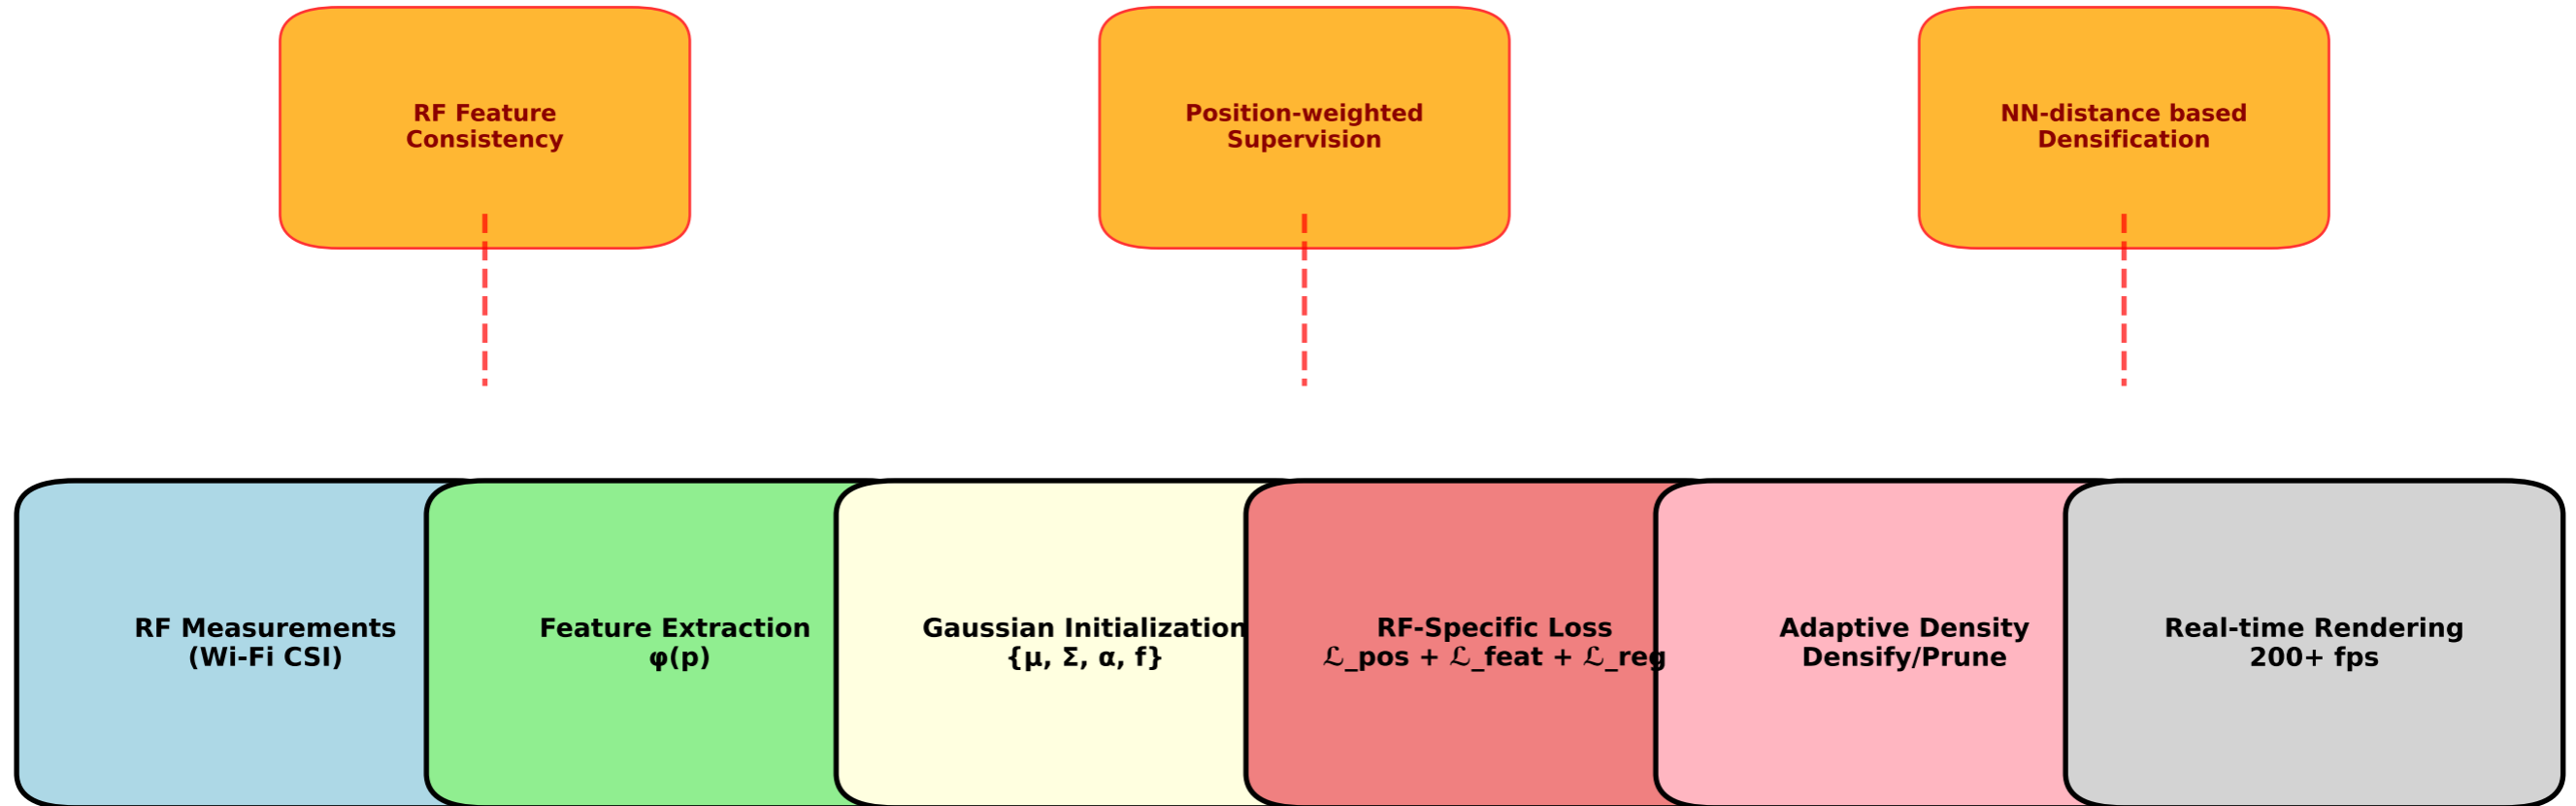 RF Feature
Consistency
Position-weighted
Supervision
NN-distance based
Densification
RF Measurements
(Wi-Fi CSI)
Feature Extraction
φ(p)
Gaussian Initialization
{μ, Σ, α, f}
RF-Specific Loss
ℒ_pos + ℒ_feat + ℒ_reg
Adaptive Density
Densify/Prune
Real-time Rendering
200+ fps